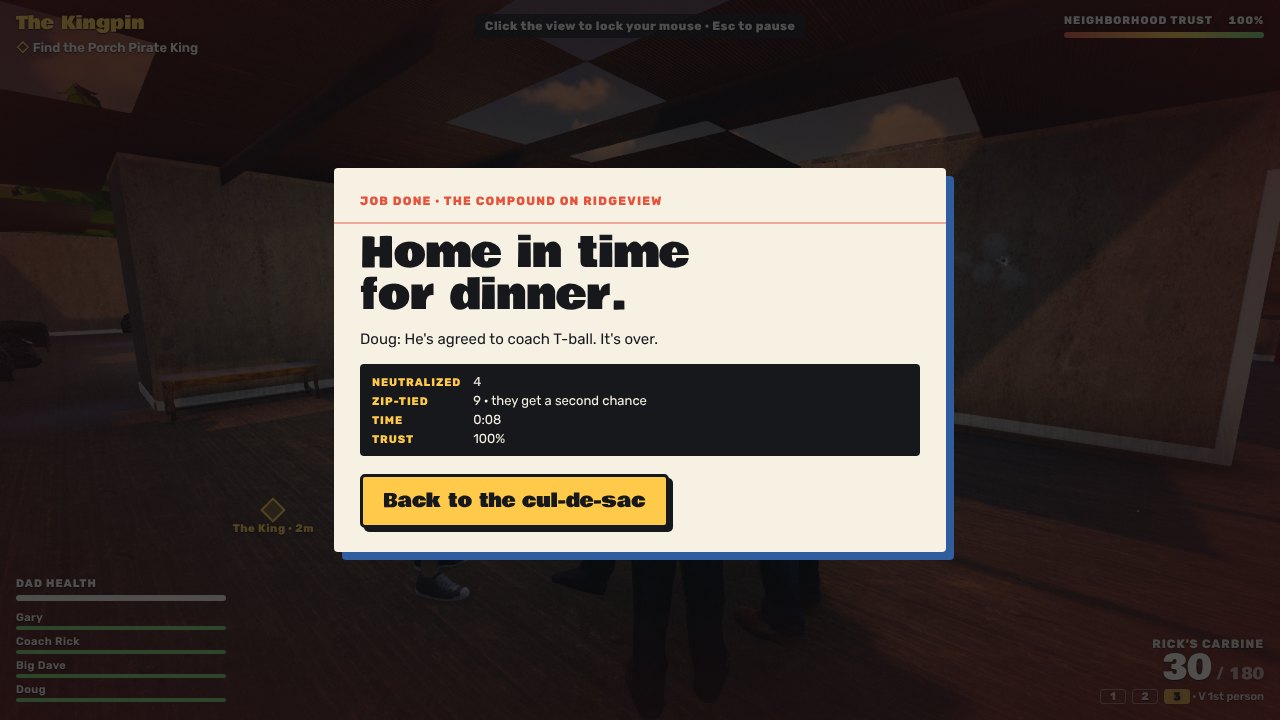 The Kingpin
Find the Porch Pirate King
Click the view to lock your mouse • Esc to pause
NEIGHBORHOOD TRUST 100%
JOB DONE • THE COMPOUND ON RIDGEVIEW
Home in time
for dinner.
Doug: He's agreed to coach T-ball. It's over.
NEUTRALIZED 4
ZIP-TIED 9 • they get a second chance
TIME 0:08
TRUST 100%
Back to the cul-de-sac
The King • 2m
DAD HEALTH
Gary
Coach Rick
Big Dave
Doug
RICK'S CARBINE
30 / 180
1 2 3 • V 1st person